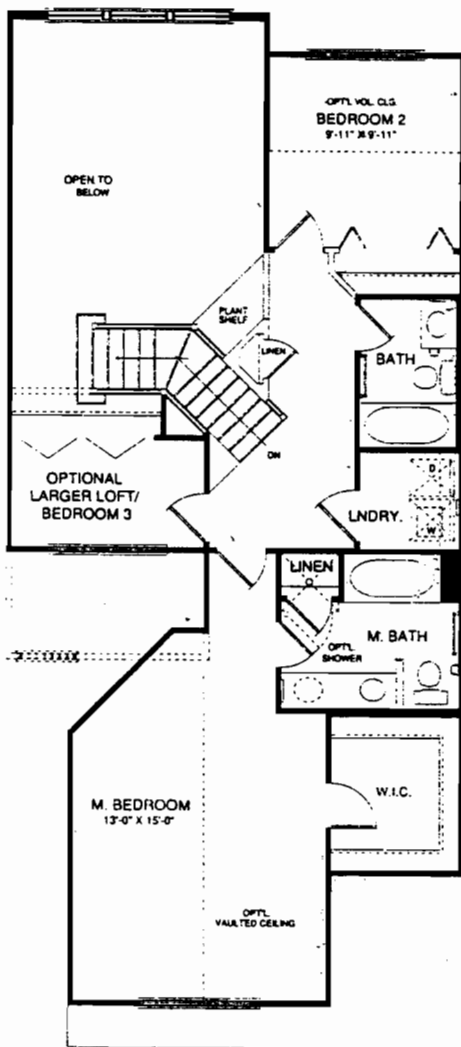 OPT'L VOL. CLG.
BEDROOM 2
9'-11" X 9'-11"
OPEN TO
BELOW
PLANT
SHELF
LINEN
BATH
DN
OPTIONAL
LARGER LOFT/
BEDROOM 3
D
LNDRY.
W
LINEN
M. BATH
OPT'L
SHOWER
M. BEDROOM
13'-0" X 15'-0"
W.I.C.
OPT'L
VAULTED CEILING